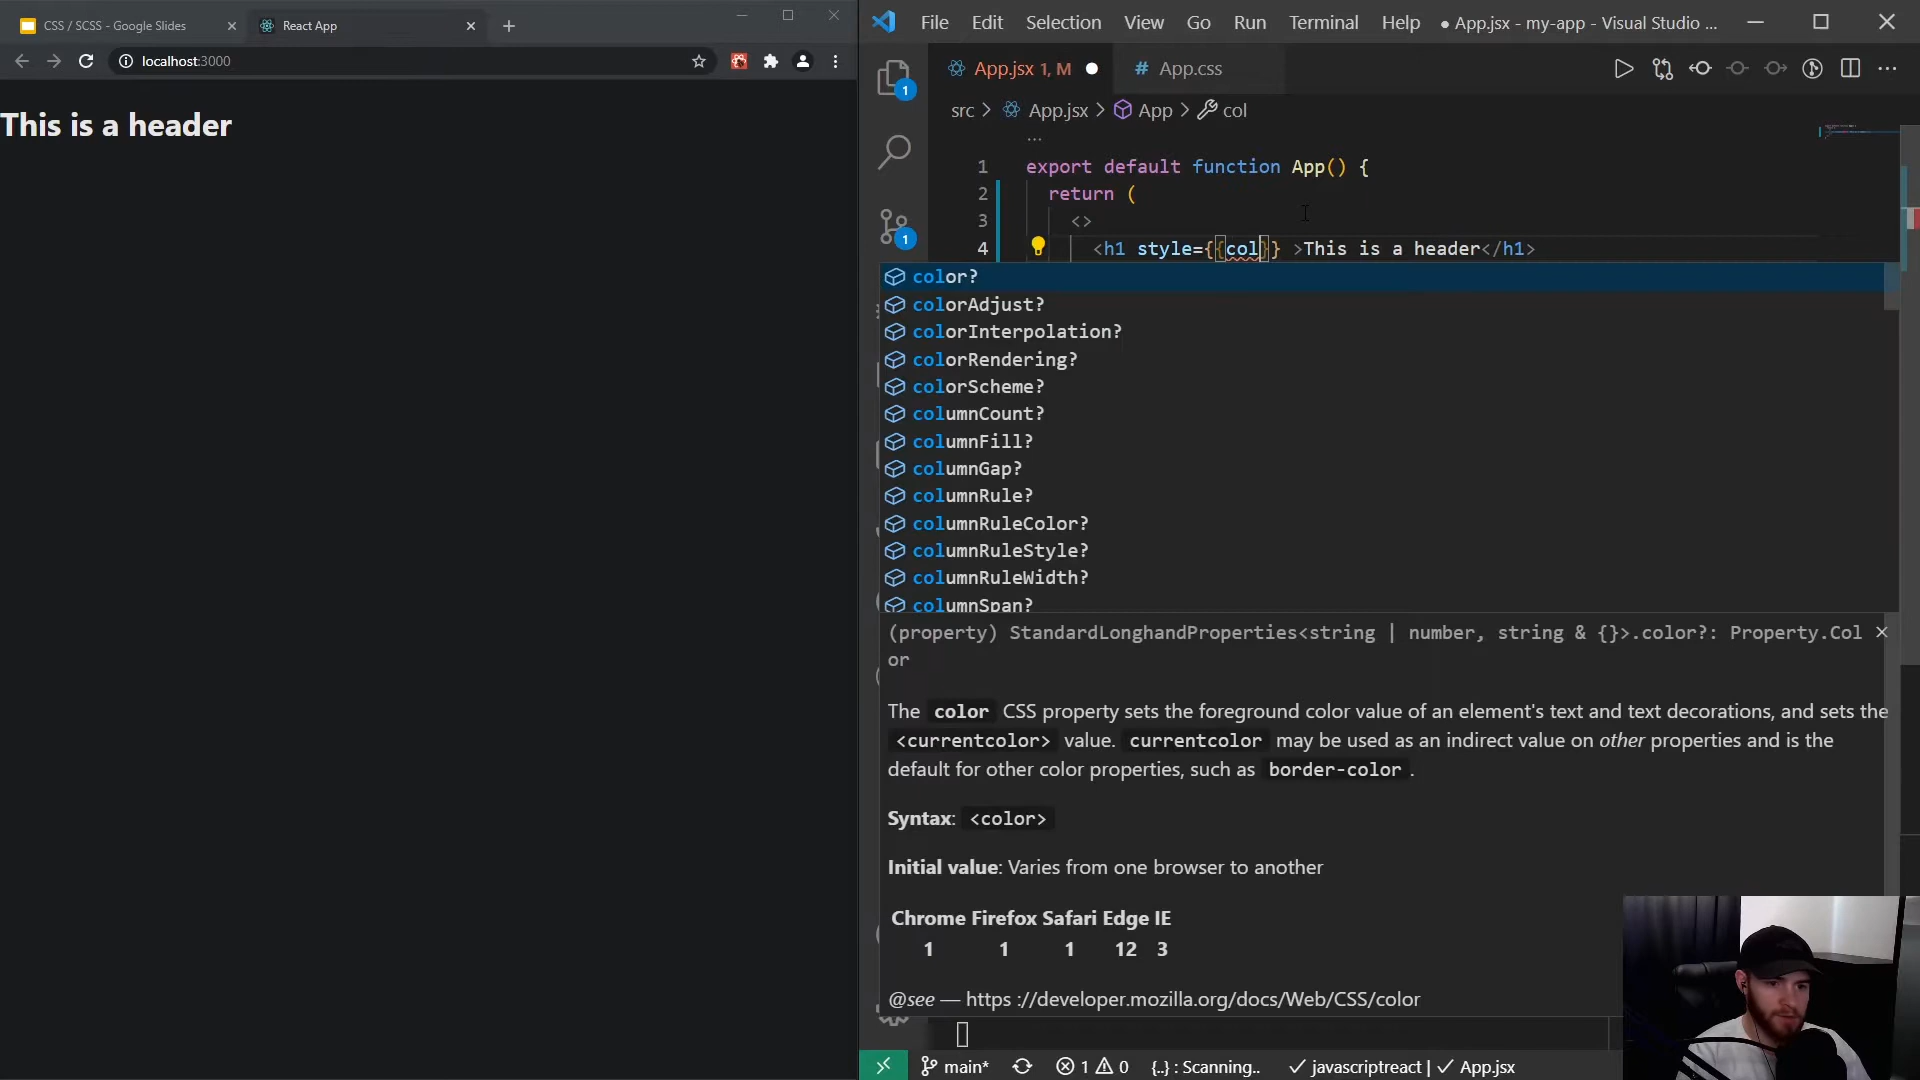 CSS / SCSS - Google Slides
React App
localhost:3000
This is a header
File Edit Selection View Go Run Terminal Help
● App.jsx - my-app - Visual Studio ...
App.jsx 1, M ●
# App.css
src > App.jsx > App > col
...
1 export default function App() {
2 return (
3 <>
4 <h1 style={{col}} >This is a header</h1>
1
1
color?
colorAdjust?
colorInterpolation?
colorRendering?
colorScheme?
columnCount?
columnFill?
columnGap?
columnRule?
columnRuleColor?
columnRuleStyle?
columnRuleWidth?
columnSpan?
(property) StandardLonghandProperties<string | number, string & {}>.color?: Property.Col
or
The color CSS property sets the foreground color value of an element's text and text decorations, and sets the
<currentcolor> value. currentcolor may be used as an indirect value on other properties and is the
default for other color properties, such as border-color .
Syntax: <color>
Initial value: Varies from one browser to another
Chrome Firefox Safari Edge IE
1 1 1 12 3
@see — https ://developer.mozilla.org/docs/Web/CSS/color
main* 1 0 {..} : Scanning.. ✓ javascriptreact | ✓ App.jsx